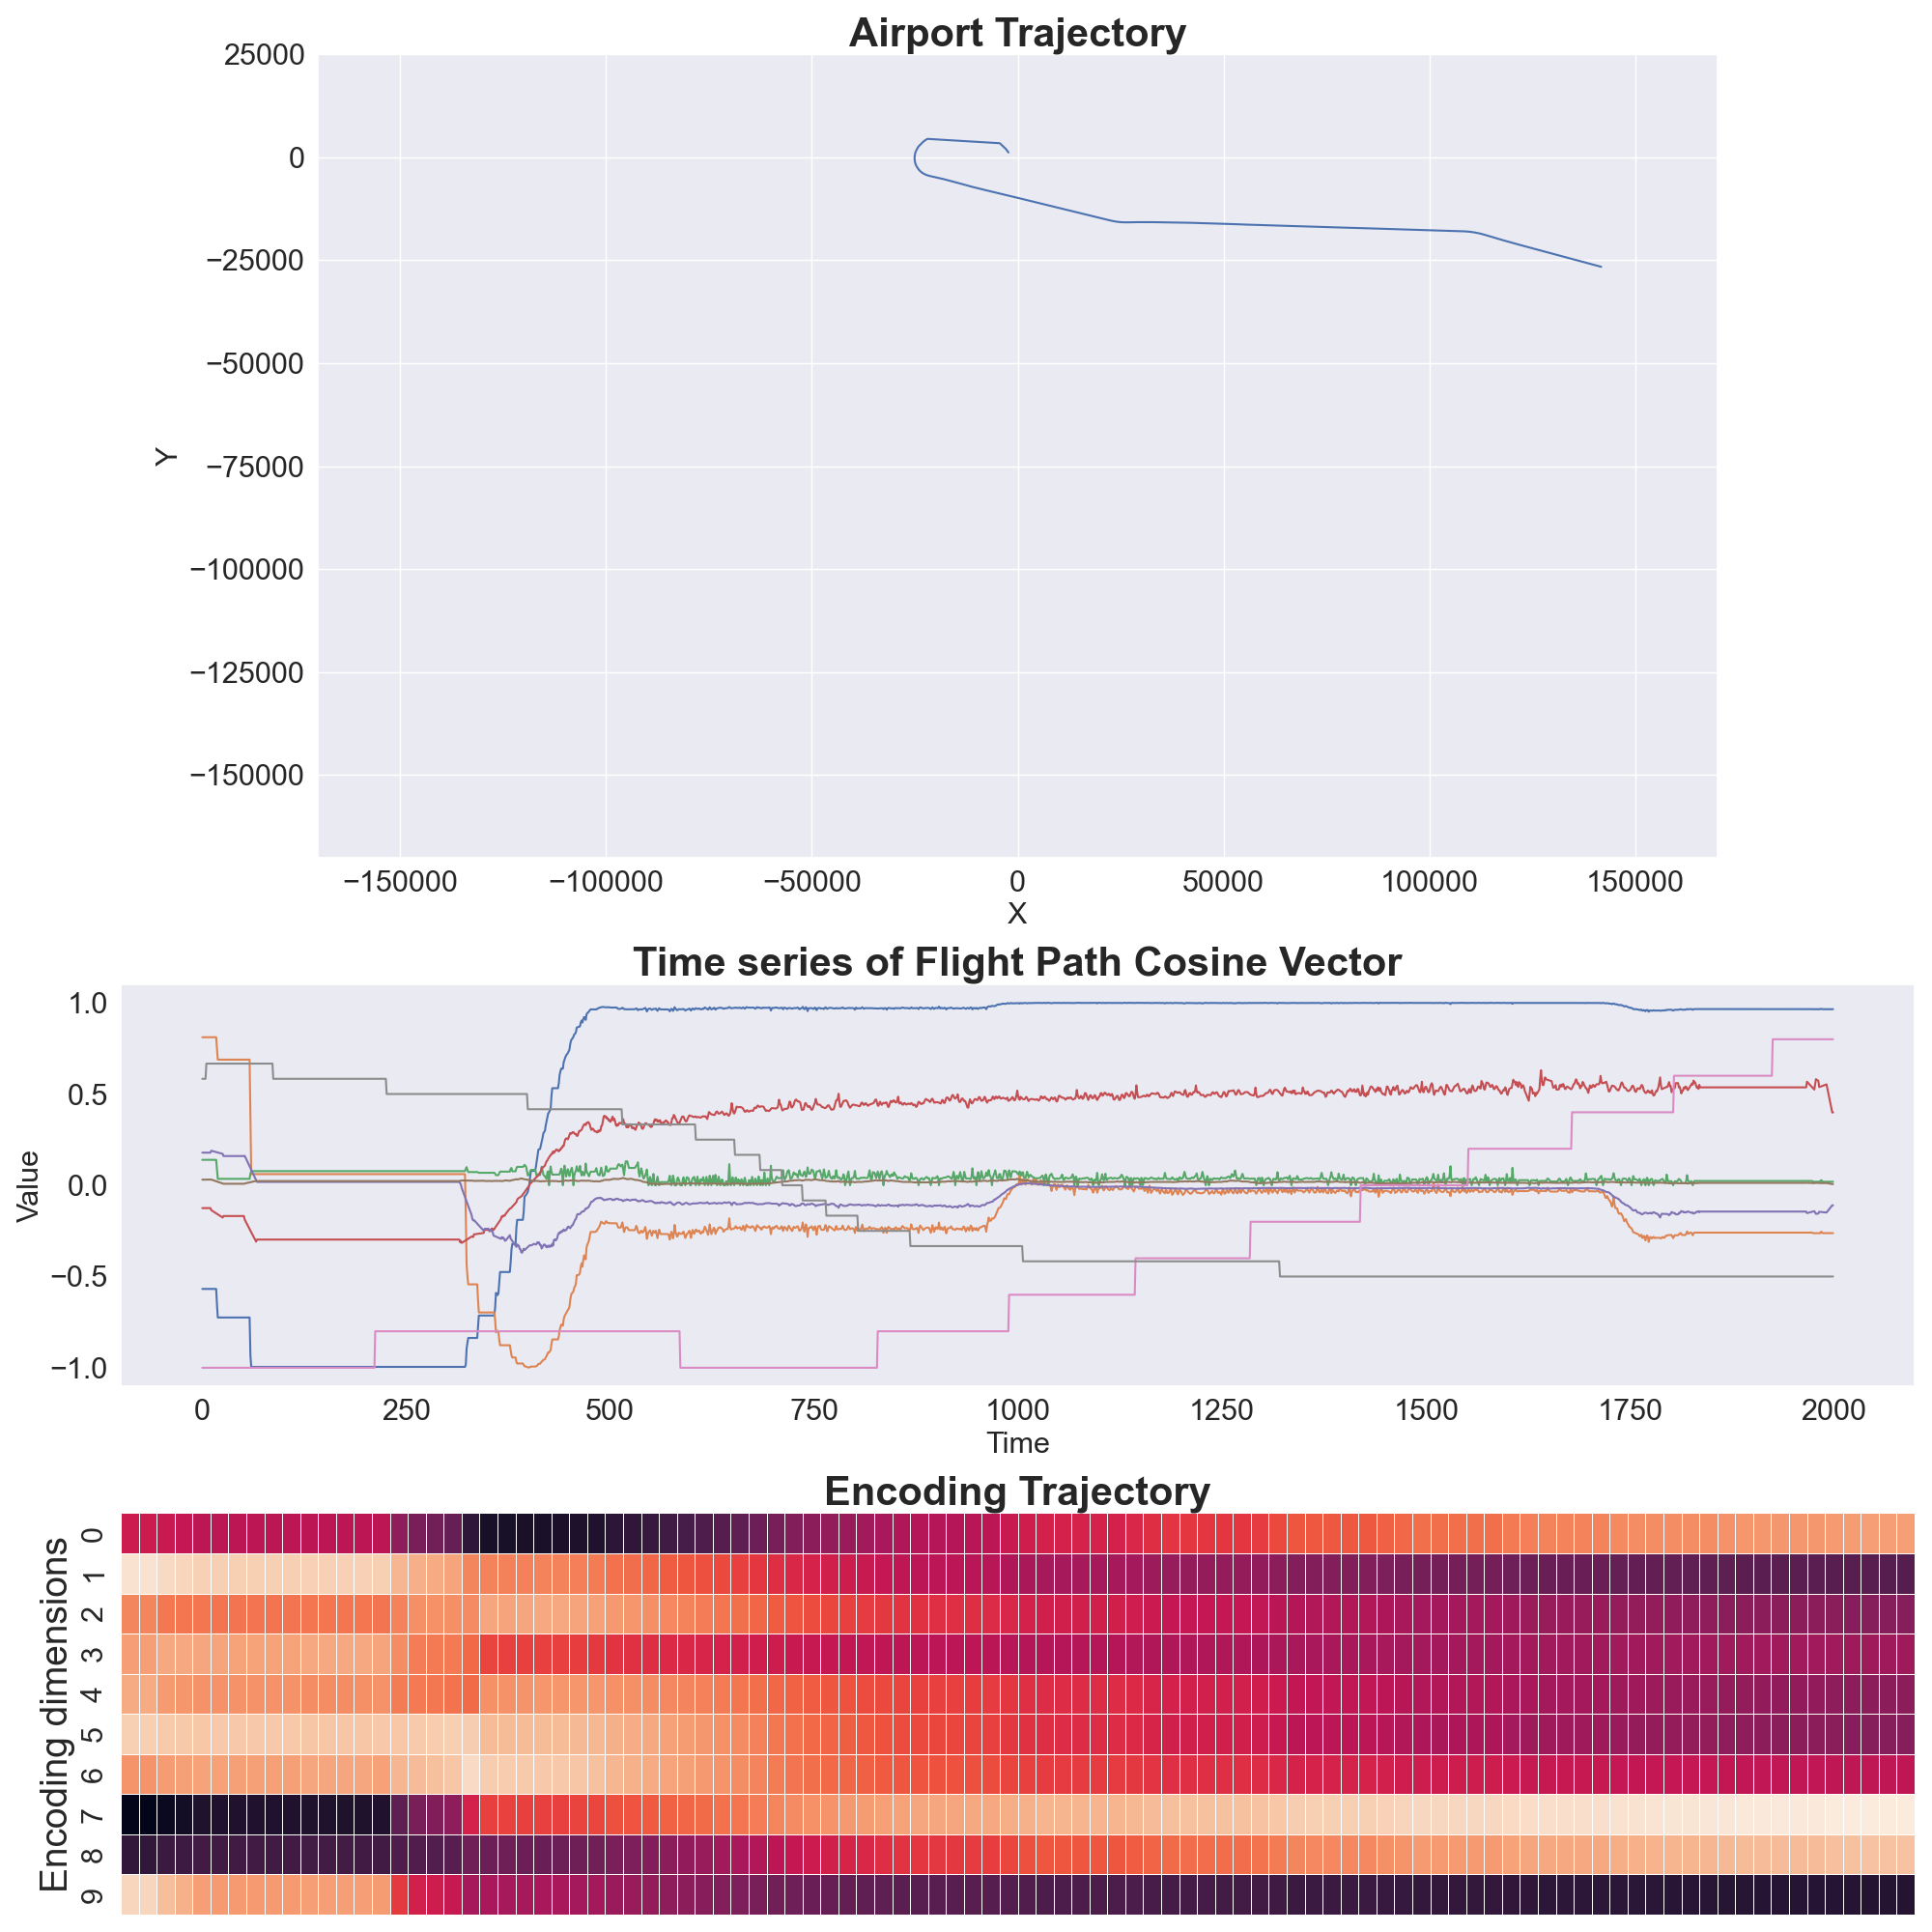 Airport Trajectory
25000
0
−25000
−50000
−75000
−100000
−125000
−150000
Y
−150000 −100000 −50000 0 50000 100000 150000
X
Time series of Flight Path Cosine Vector
1.0
0.5
0.0
−0.5
−1.0
Value
0 250 500 750 1000 1250 1500 1750 2000
Time
Encoding Trajectory
Encoding dimensions
0
1
2
3
4
5
6
7
8
9